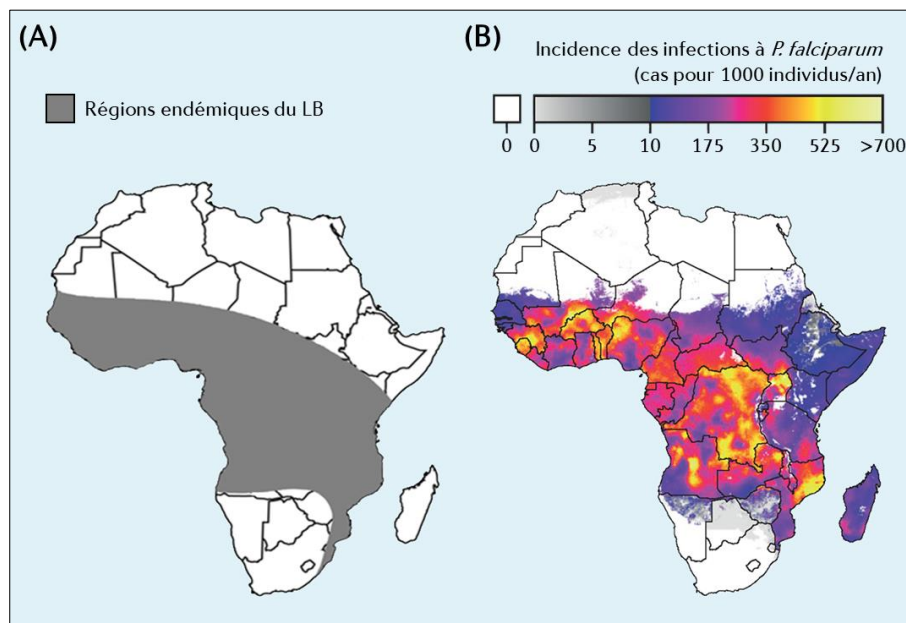 (A)
Régions endémiques du LB
(B)
Incidence des infections à P. falciparum
(cas pour 1000 individus/an)
0 0 5 10 175 350 525 >700